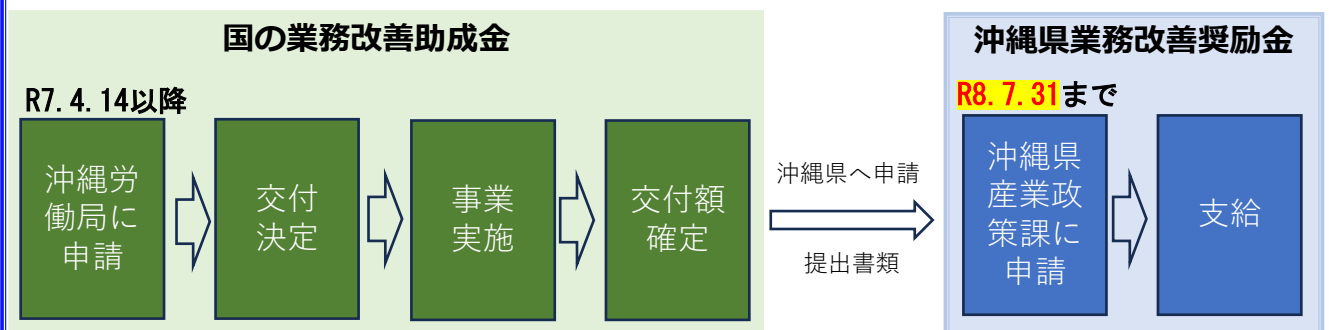 国の業務改善助成金
R7.4.14以降
沖縄労
働局に
申請
交付
決定
事業
実施
交付額
確定
沖縄県へ申請
提出書類
沖縄県業務改善奨励金
R8.7.31まで
沖縄県
産業政
策課に
申請
支給